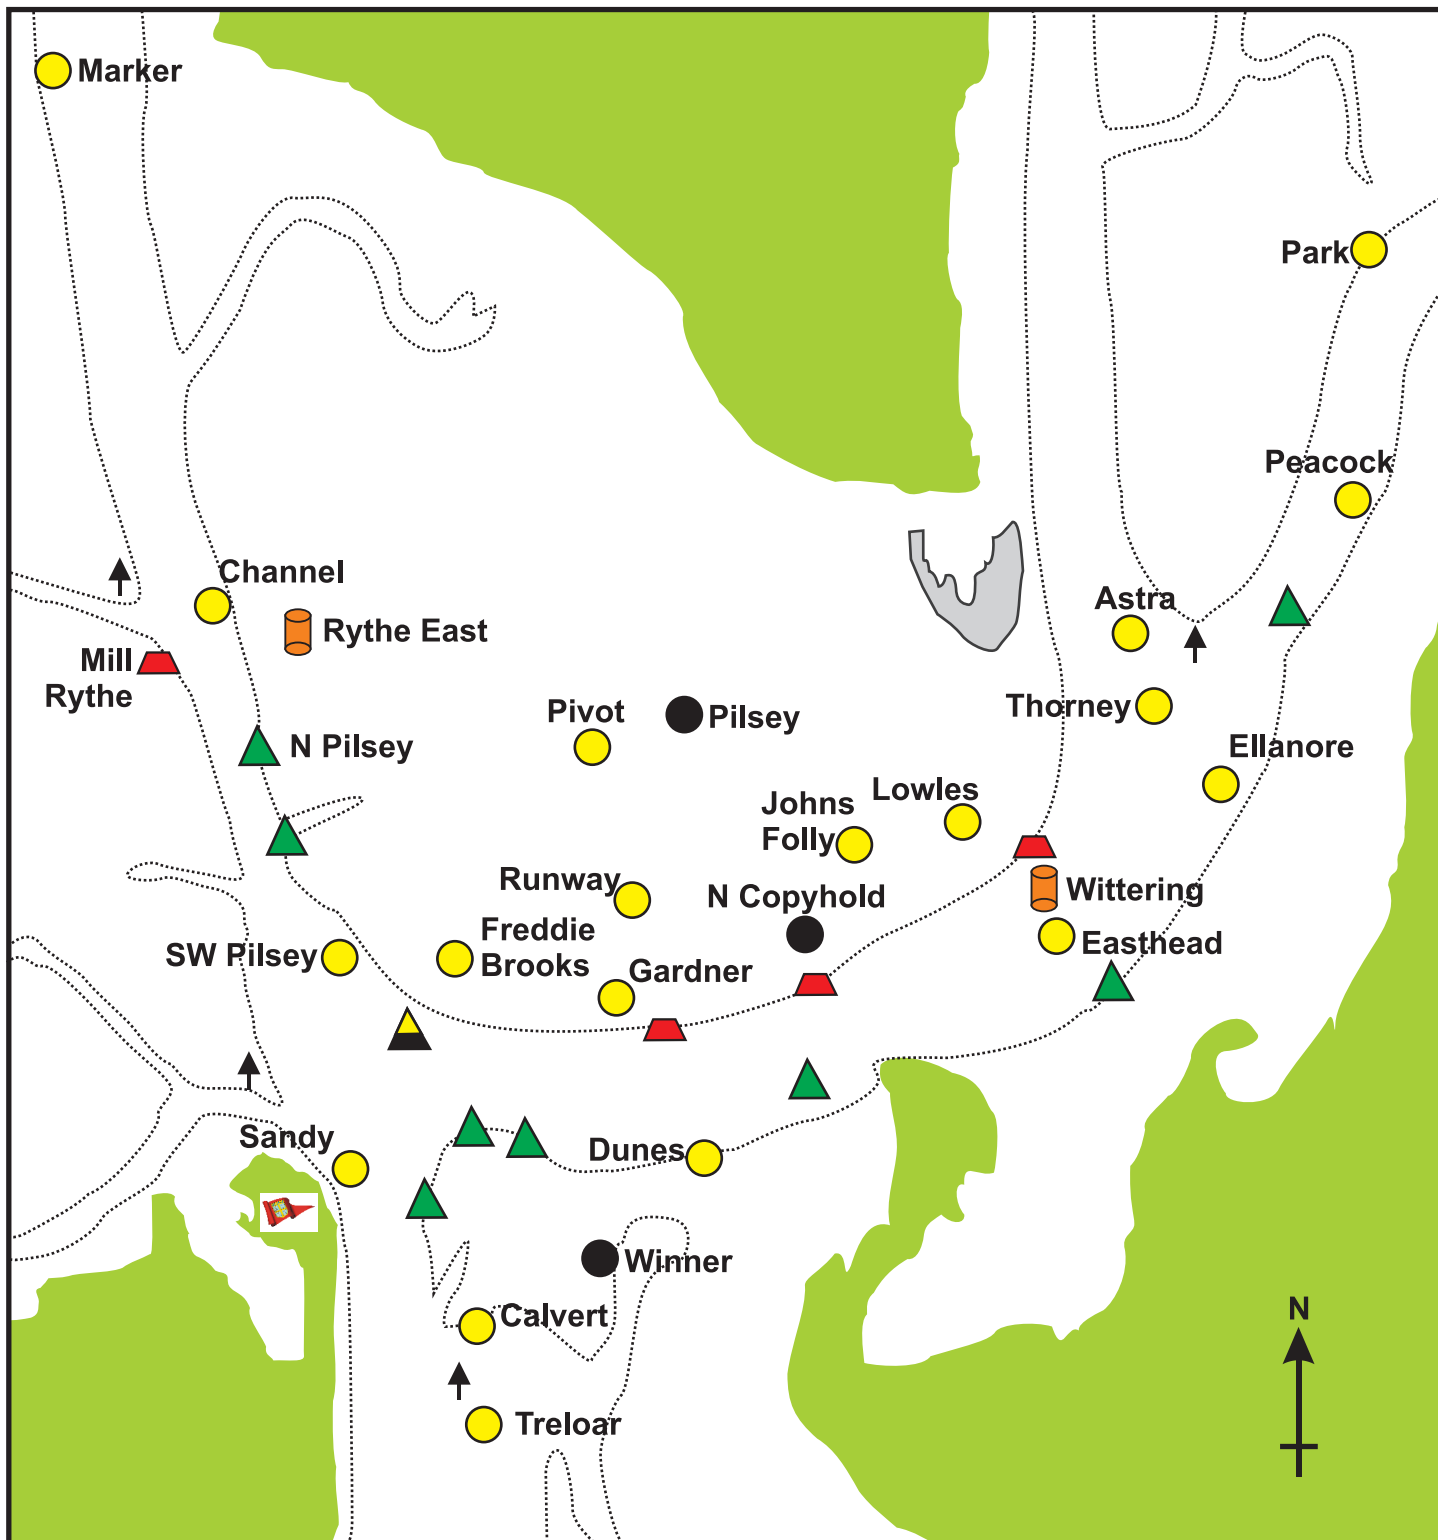 Marker
Park
Peacock
Channel
Astra
Rythe East
Mill
Rythe
Thorney
Pivot
Pilsey
N Pilsey
Ellanore
Johns
Folly
Lowles
Runway
N Copyhold
Wittering
Freddie
Brooks
SW Pilsey
Easthead
Gardner
Sandy
Dunes
Winner
Calvert
N
Treloar